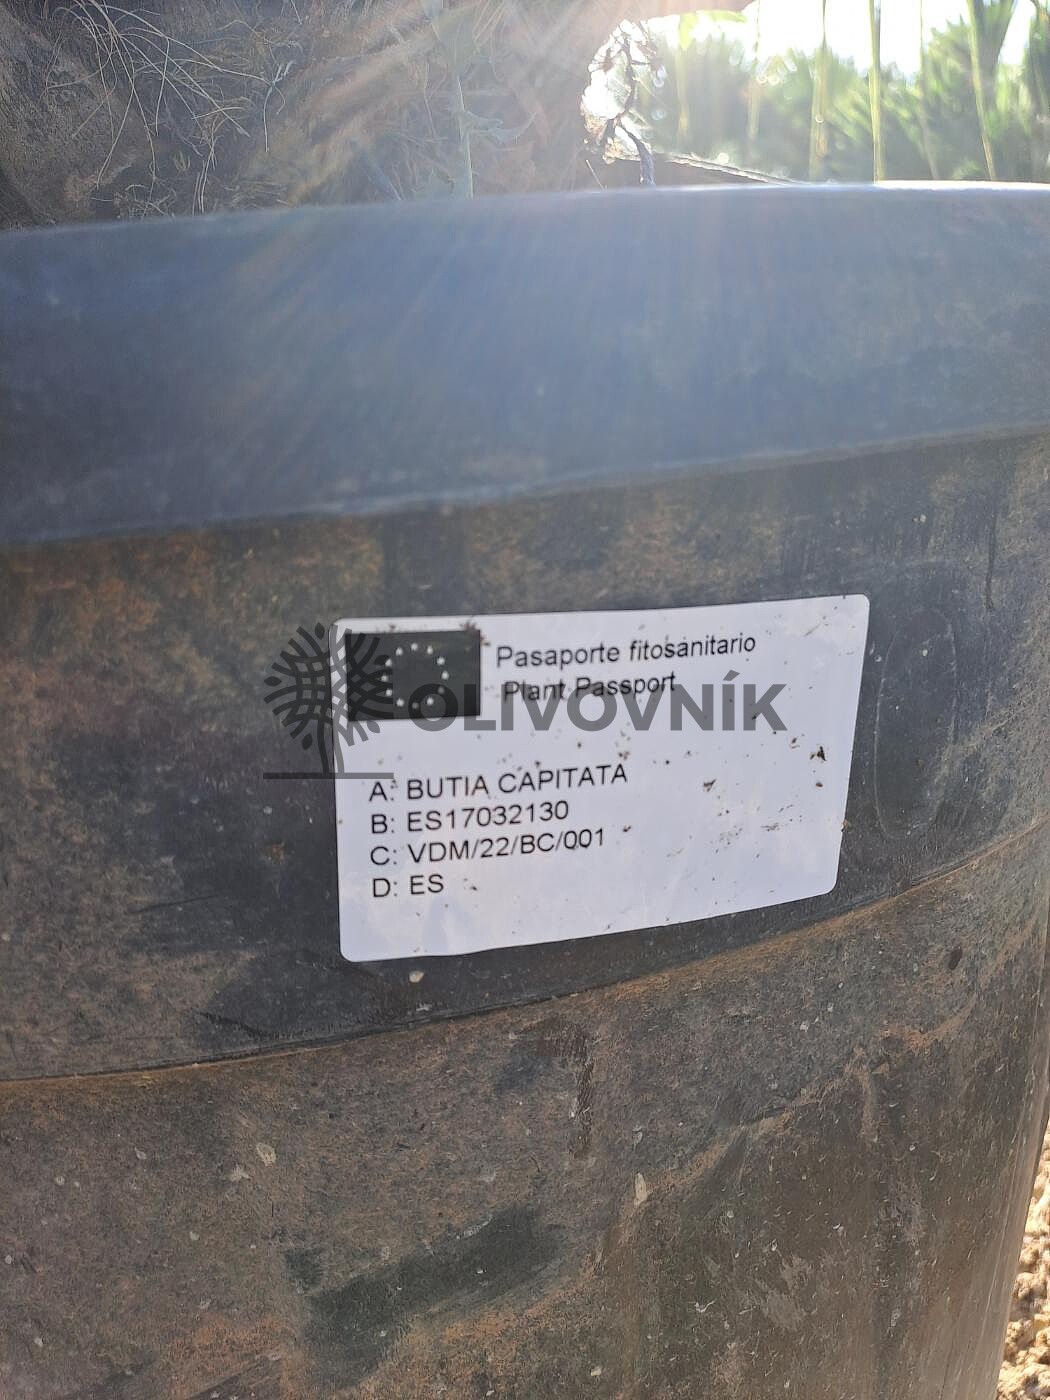 Pasaporte fitosanitario
Plant Passport
OLIVOVNÍK
A: BUTIA CAPITATA
B: ES17032130
C: VDM/22/BC/001
D: ES